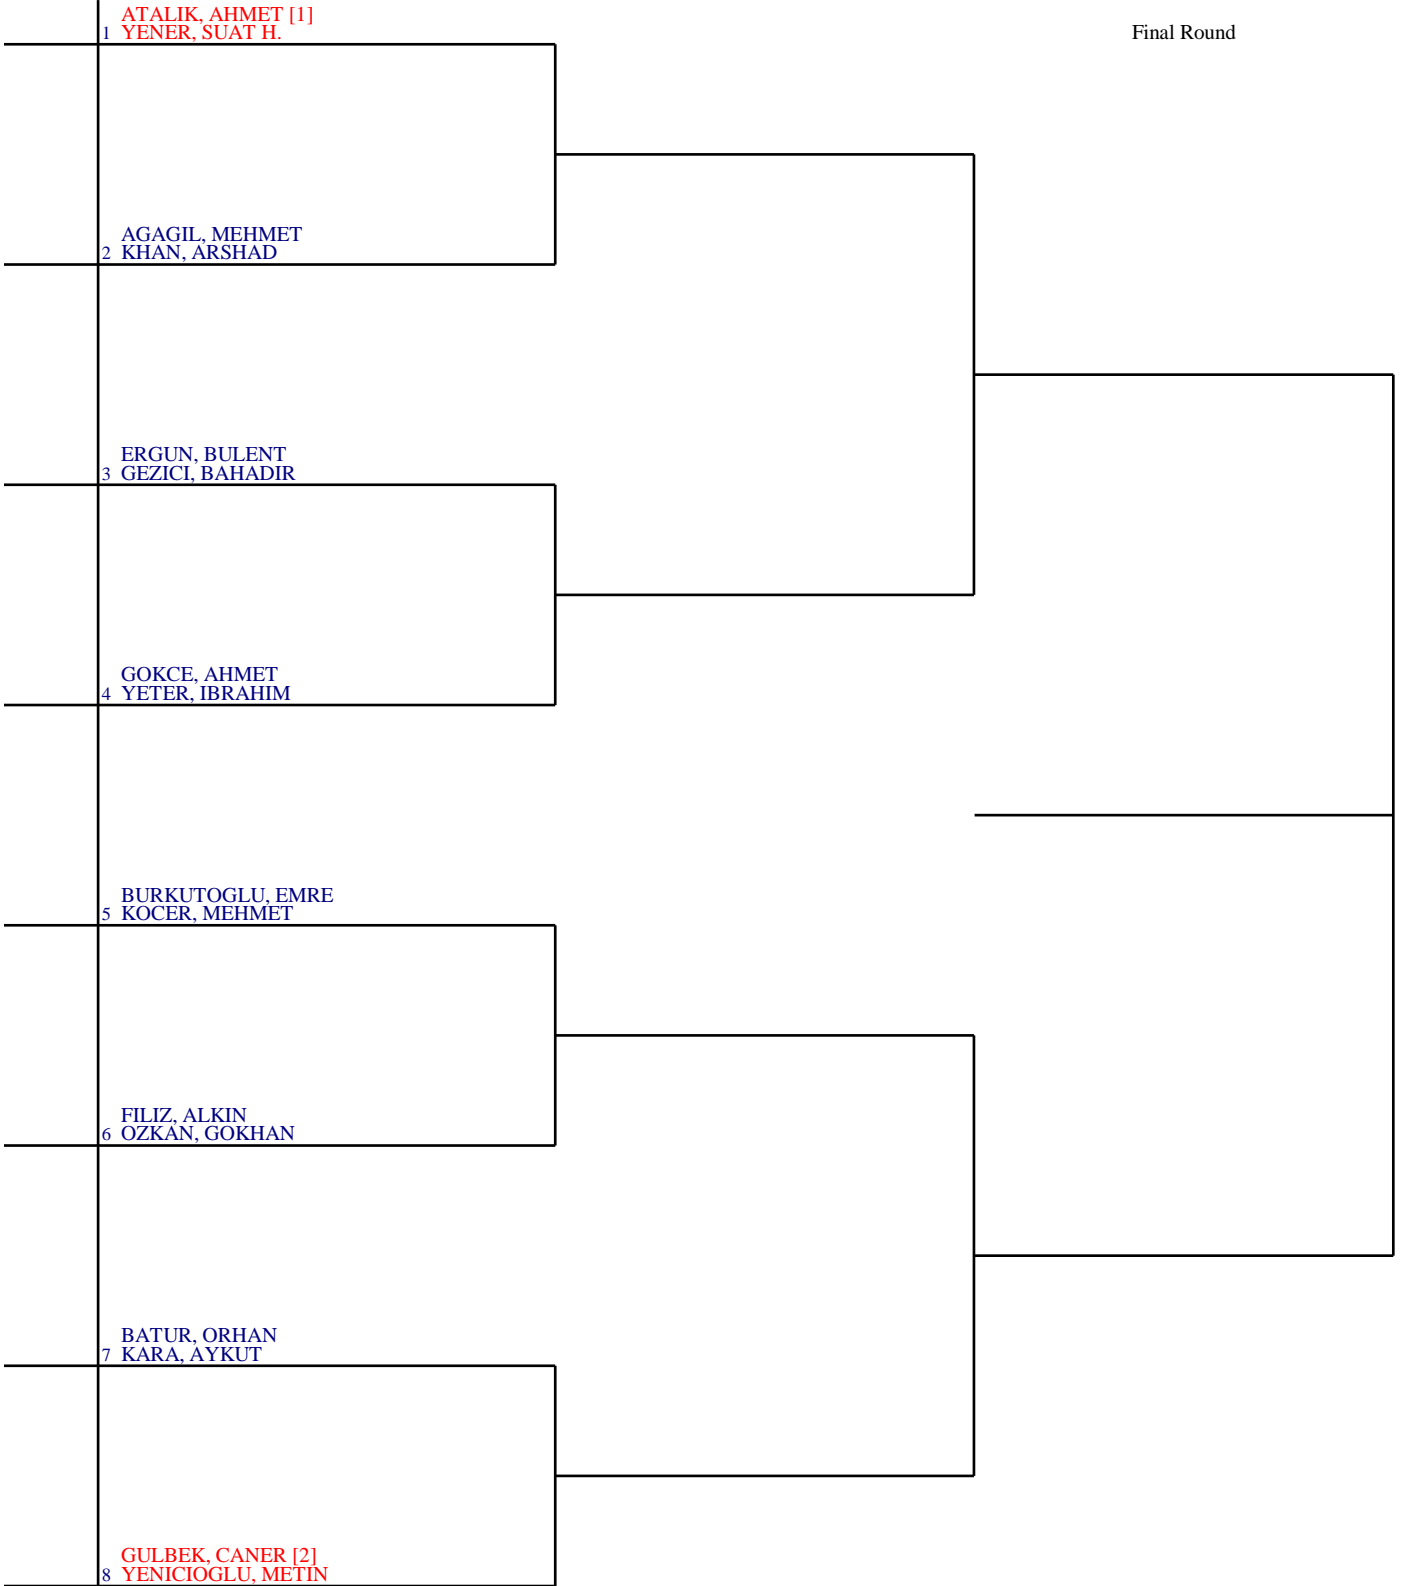 ATALIK, AHMET [1]
1 YENER, SUAT H.
Final Round
AGAGIL, MEHMET
2 KHAN, ARSHAD
ERGUN, BULENT
3 GEZICI, BAHADIR
GOKCE, AHMET
4 YETER, IBRAHIM
BURKUTOGLU, EMRE
5 KOCER, MEHMET
FILIZ, ALKIN
6 OZKAN, GOKHAN
BATUR, ORHAN
7 KARA, AYKUT
GULBEK, CANER [2]
8 YENICIOGLU, METIN